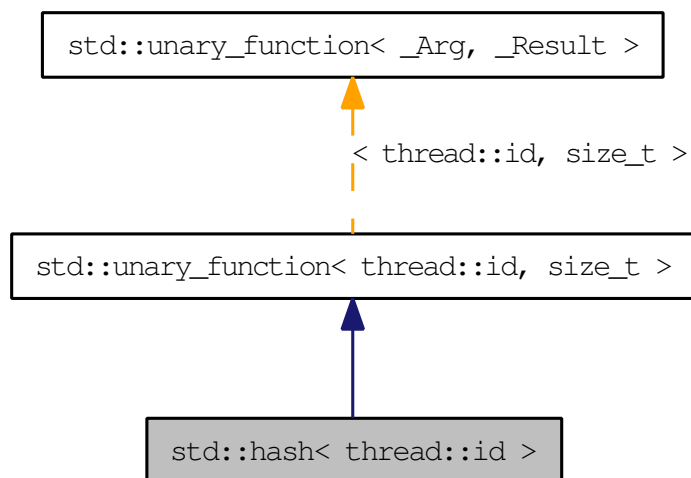 std::unary_function< _Arg, _Result >
< thread::id, size_t >
std::unary_function< thread::id, size_t >
std::hash< thread::id >